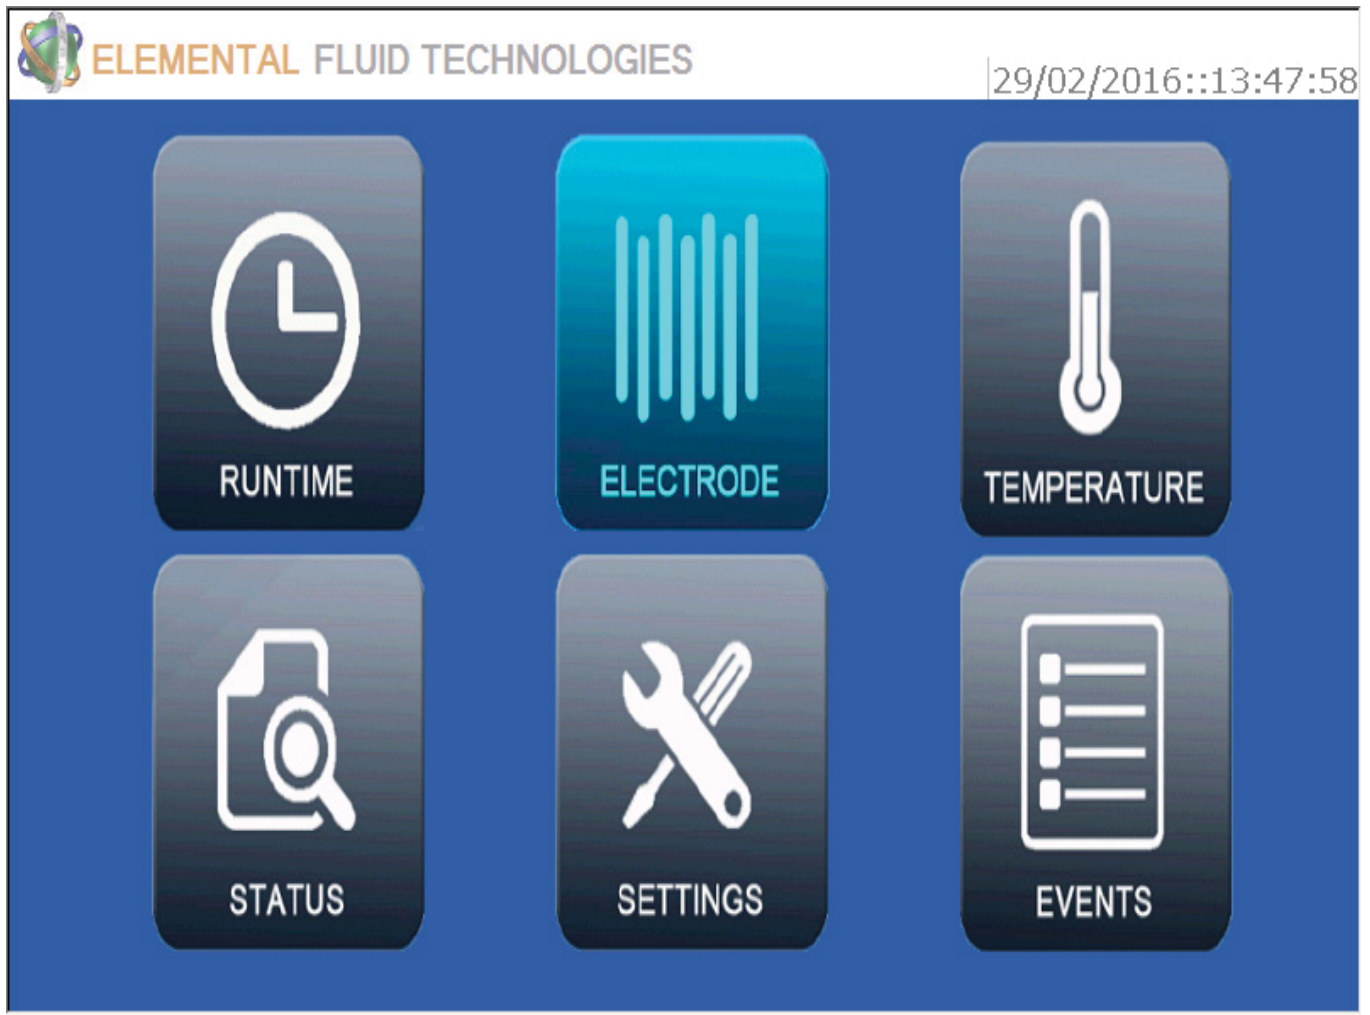 ELEMENTAL FLUID TECHNOLOGIES
29/02/2016::13:47:58
RUNTIME
ELECTRODE
TEMPERATURE
STATUS
SETTINGS
EVENTS